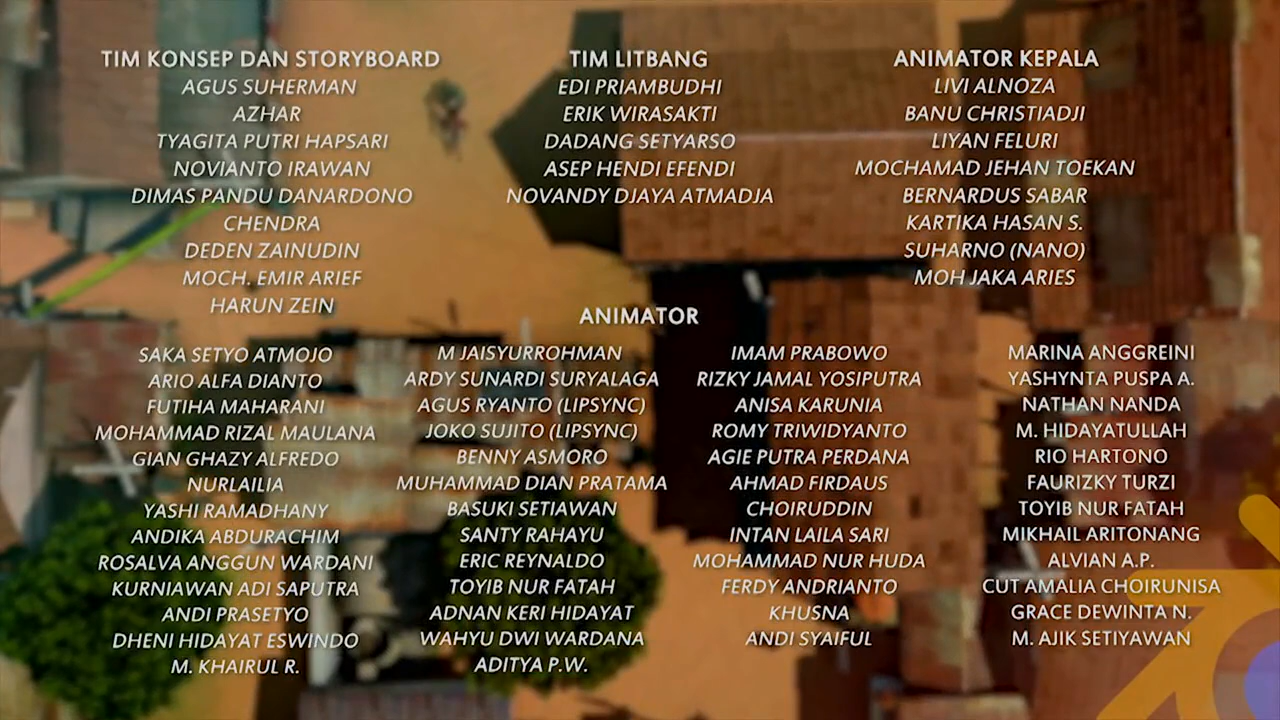 TIM KONSEP DAN STORYBOARD
AGUS SUHERMAN
AZHAR
TYAGITA PUTRI HAPSARI
NOVIANTO IRAWAN
DIMAS PANDU DANARDONO
CHENDRA
DEDEN ZAINUDIN
MOCH. EMIR ARIEF
HARUN ZEIN
TIM LITBANG
EDI PRIAMBUDHI
ERIK WIRASAKTI
DADANG SETYARSO
ASEP HENDI EFENDI
NOVANDY DJAYA ATMADJA
ANIMATOR KEPALA
LIVI ALNOZA
BANU CHRISTIADJI
LIYAN FELURI
MOCHAMAD JEHAN TOEKAN
BERNARDUS SABAR
KARTIKA HASAN S.
SUHARNO (NANO)
MOH JAKA ARIES
ANIMATOR
SAKA SETYO ATMOJO
ARIO ALFA DIANTO
FUTIHA MAHARANI
MOHAMMAD RIZAL MAULANA
GIAN GHAZY ALFREDO
NURLAILIA
YASHI RAMADHANY
ANDIKA ABDURACHIM
ROSALVA ANGGUN WARDANI
KURNIAWAN ADI SAPUTRA
ANDI PRASETYO
DHENI HIDAYAT ESWINDO
M. KHAIRUL R.
M JAISYURROHMAN
ARDY SUNARDI SURYALAGA
AGUS RYANTO (LIPSYNC)
JOKO SUJITO (LIPSYNC)
BENNY ASMORO
MUHAMMAD DIAN PRATAMA
BASUKI SETIAWAN
SANTY RAHAYU
ERIC REYNALDO
TOYIB NUR FATAH
ADNAN KERI HIDAYAT
WAHYU DWI WARDANA
ADITYA P.W.
IMAM PRABOWO
RIZKY JAMAL YOSIPUTRA
ANISA KARUNIA
ROMY TRIWIDYANTO
AGIE PUTRA PERDANA
AHMAD FIRDAUS
CHOIRUDDIN
INTAN LAILA SARI
MOHAMMAD NUR HUDA
FERDY ANDRIANTO
KHUSNA
ANDI SYAIFUL
MARINA ANGGREINI
YASHYNTA PUSPA A.
NATHAN NANDA
M. HIDAYATULLAH
RIO HARTONO
FAURIZKY TURZI
TOYIB NUR FATAH
MIKHAIL ARITONANG
ALVIAN A.P.
CUT AMALIA CHOIRUNISA
GRACE DEWINTA N.
M. AJIK SETIYAWAN